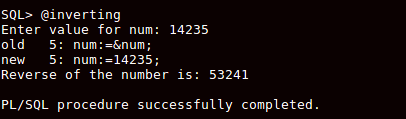 SQL> @inverting
Enter value for num: 14235
old   5: num:=&num;
new   5: num:=14235;
Reverse of the number is: 53241

PL/SQL procedure successfully completed.